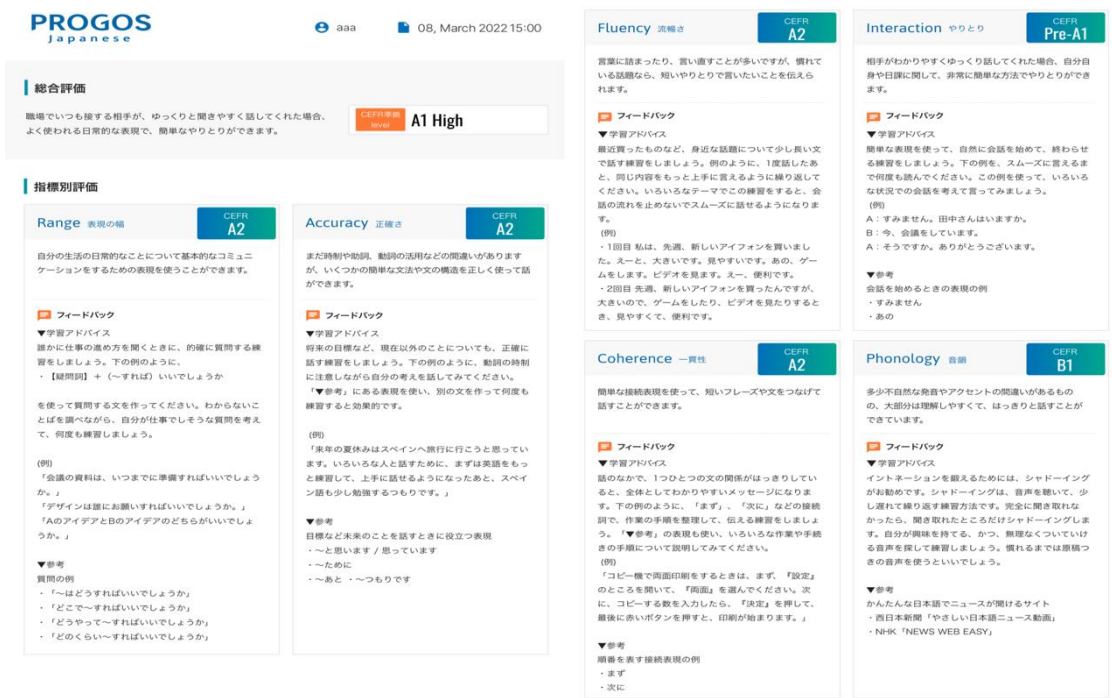 PROGOS
Japanese
aaa
08, March 2022 15:00
総合評価
職場でいつも接する相手が、ゆっくりと聞きやすく話してくれた場合、
よく使われる日常的な表現で、簡単なやりとりができます。
CEFR準拠
level
A1 High
指標別評価
Range 表現の幅
CEFR
A2
自分の生活の日常的なことについて基本的なコミュニ
ケーションをするための表現を使うことができます。
フィードバック
▼学習アドバイス
誰かに仕事の進め方を聞くときに、的確に質問する練
習をしましょう。下の例のように、
・【疑問詞】+（～すれば）いいでしょうか
を使って質問する文を作ってください。わからないこ
とばを調べながら、自分が仕事でしそうな質問を考え
て、何度も練習しましょう。
(例)
「会議の資料は、いつまでに準備すればいいでしょう
か。」
「デザインは誰にお願いすればいいでしょうか。」
「AのアイデアとBのアイデアのどちらがいいでしょ
うか。」
▼参考
質問の例
・「～はどうすればいいでしょうか」
・「どこで～すればいいでしょうか」
・「どうやって～すればいいでしょうか」
・「どのくらい～すればいいでしょうか」
Accuracy 正確さ
CEFR
A2
まだ時制や助詞、動詞の活用などの間違いがあります
が、いくつかの簡単な文法や文の構造を正しく使って話
ができます。
フィードバック
▼学習アドバイス
将来の目標など、現在以外のことについても、正確に
話す練習をしましょう。下の例のように、動詞の時制
に注意しながら自分の考えを話してみてください。
「▼参考」にある表現を使い、別の文を作って何度も
練習すると効果的です。
(例)
「来年の夏休みはスペインへ旅行に行こうと思ってい
ます。いろいろな人と話すために、まずは英語をもっ
と練習して、上手に話せるようになったあと、スペイ
ン語も少し勉強するつもりです。」
▼参考
目標など未来のことを話すときに役立つ表現
・～と思います / 思っています
・～ために
・～あと ・～つもりです
Fluency 流暢さ
CEFR
A2
言葉に詰まったり、言い直すことが多いですが、慣れて
いる話題なら、短いやりとりで言いたいことを伝えら
れます。
フィードバック
▼学習アドバイス
最近買ったものなど、身近な話題について少し長い文
で話す練習をしましょう。例のように、1度話したあ
と、同じ内容をもっと上手に言えるように繰り返して
ください。いろいろなテーマでこの練習をすると、会
話の流れを止めないでスムーズに話せるようになりま
す。
(例)
・1回目 私は、先週、新しいアイフォンを買いまし
た。えーと、大きいです。見やすいです。あの、ゲー
ムをします。ビデオを見ます。えー、便利です。
・2回目 先週、新しいアイフォンを買ったんですが、
大きいので、ゲームをしたり、ビデオを見たりすると
き、見やすくて、便利です。
Interaction やりとり
CEFR
Pre-A1
相手がわかりやすくゆっくり話してくれた場合、自分自
身や日課に関して、非常に簡単な方法でやりとりができ
ます。
フィードバック
▼学習アドバイス
簡単な表現を使って、自然に会話を始めて、終わらせ
る練習をしましょう。下の例を、スムーズに言えるま
で何度も読んでください。この例を使って、いろいろ
な状況での会話を考えて言ってみましょう。
(例)
A：すみません。田中さんはいますか。
B：今、会議をしています。
A：そうですか。ありがとうございます。
▼参考
会話を始めるときの表現の例
・すみません
・あの
Coherence 一貫性
CEFR
A2
簡単な接続表現を使って、短いフレーズや文をつなげて
話すことができます。
フィードバック
▼学習アドバイス
話のなかで、1つひとつの文の関係がはっきりしてい
ると、全体としてわかりやすいメッセージになりま
す。下の例のように、「まず」、「次に」などの接続
詞で、作業の手順を整理して、伝える練習をしましょ
う。「▼参考」の表現も使い、いろいろな作業や手続
きの手順について説明してみてください。
(例)
「コピー機で両面印刷をするときは、まず、『設定』
のところを開いて、『両面』を選んでください。次
に、コピーする数を入力したら、『決定』を押して、
最後に赤いボタンを押すと、印刷が始まります。」
▼参考
順番を表す接続表現の例
・まず
・次に
Phonology 音韻
CEFR
B1
多少不自然な発音やアクセントの間違いがあるもの
の、大部分は理解しやすくて、はっきりと話すことが
できています。
フィードバック
▼学習アドバイス
イントネーションを鍛えるためには、シャドーイング
がお勧めです。シャドーイングは、音声を聴いて、少
し遅れて繰り返す練習方法です。完全に聞き取れな
かったら、聞き取れたところだけシャドーイングしま
す。自分が興味を持てる、かつ、無理なくついていけ
る音声を探して練習しましょう。慣れるまでは原稿つ
きの音声を使うといいでしょう。
▼参考
かんたんな日本語でニュースが聞けるサイト
・西日本新聞「やさしい日本語ニュース動画」
・NHK「NEWS WEB EASY」